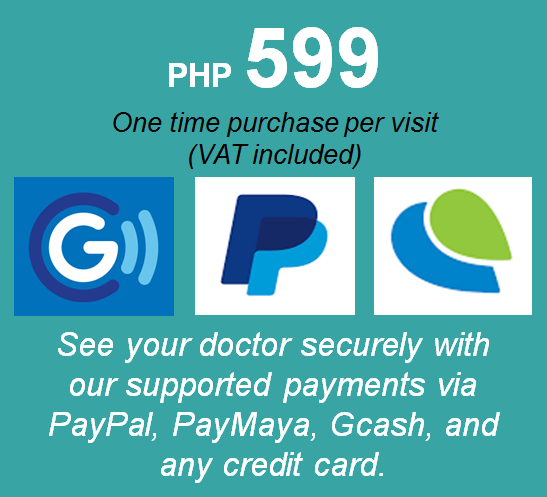 PHP 599
One time purchase per visit
(VAT included)
G
See your doctor securely with
our supported payments via
PayPal, PayMaya, Gcash, and
any credit card.